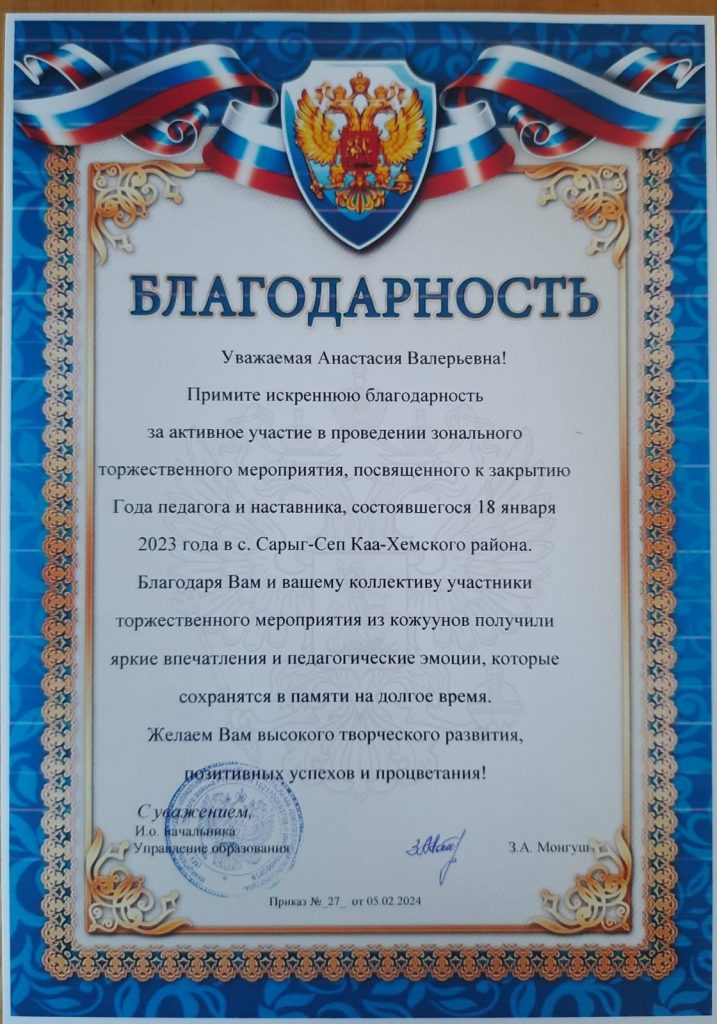 БЛАГОДАРНОСТЬ
Уважаемая Анастасия Валерьевна!
Примите искреннюю благодарность
за активное участие в проведении зонального
торжественного мероприятия, посвященного к закрытию
Года педагога и наставника, состоявшегося 18 января
2023 года в с. Сарыг-Сеп Каа-Хемского района.
Благодаря Вам и вашему коллективу участники
торжественного мероприятия из кожуунов получили
яркие впечатления и педагогические эмоции, которые
сохранятся в памяти на долгое время.
Желаем Вам высокого творческого развития,
позитивных успехов и процветания!
С уважением,
И.о. начальника
Управление образования З.А. Монгуш
Приказ №_27_ от 05.02.2024